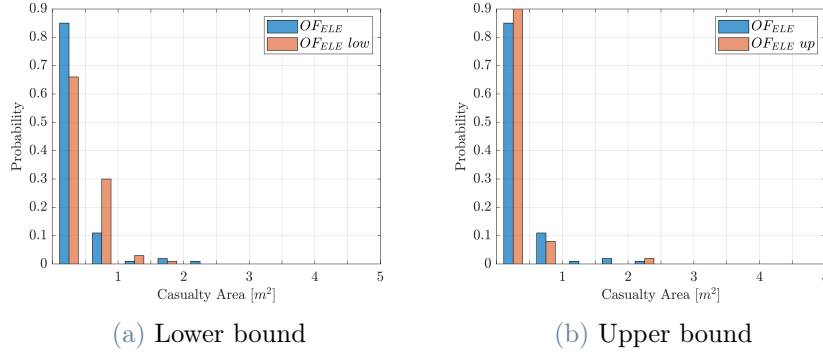 0.9
0.8
0.7
0.6
0.5
0.4
0.3
0.2
0.1
0
Probability
OF_ELE
OF_ELE low
1 2 3 4 5
Casualty Area [m²]
(a) Lower bound
0.9
0.8
0.7
0.6
0.5
0.4
0.3
0.2
0.1
0
Probability
OF_ELE
OF_ELE up
1 2 3 4
Casualty Area [m²]
(b) Upper bound